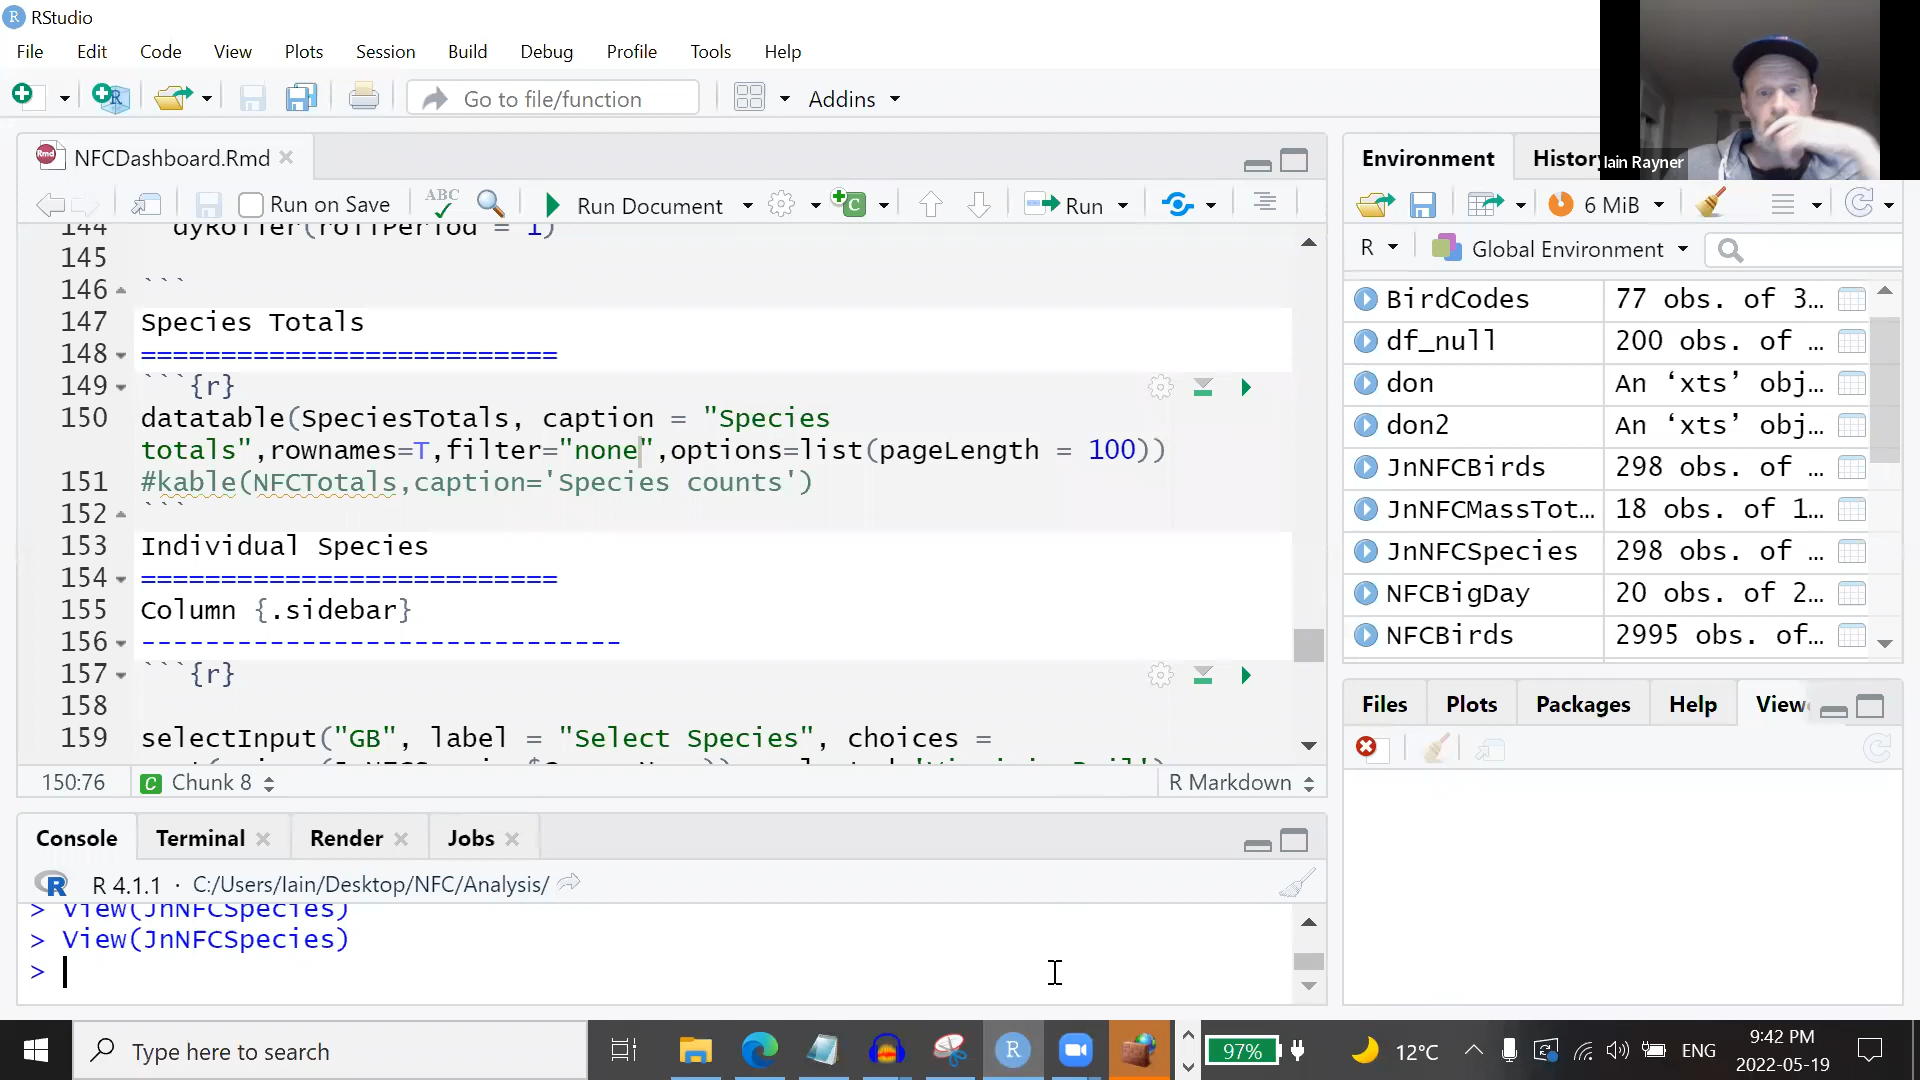 RStudio
File Edit Code View Plots Session Build Debug Profile Tools Help
Go to file/function Addins
Iain Rayner
NFCDashboard.Rmd
Run on Save ABC Run Document Run
144 dyRoller(rollPeriod = 1)
145
146 ```
147 Species Totals
148 ==========================
149 ```{r}
150 datatable(SpeciesTotals, caption = "Species
totals",rownames=T,filter="none",options=list(pageLength = 100))
151 #kable(NFCTotals,caption='Species counts')
152 ```
153 Individual Species
154 ==========================
155 Column {.sidebar}
156 ------------------------------
157 ```{r}
158
159 selectInput("GB", label = "Select Species", choices =
150:76 Chunk 8 R Markdown
Console Terminal Render Jobs
R 4.1.1 · C:/Users/Iain/Desktop/NFC/Analysis/
> View(JnNFCSpecies)
> View(JnNFCSpecies)
>
Environment History
6 MiB
R Global Environment
BirdCodes 77 obs. of 3…
df_null 200 obs. of …
don An ‘xts’ obj…
don2 An ‘xts’ obj…
JnNFCBirds 298 obs. of …
JnNFCMassTot… 18 obs. of 1…
JnNFCSpecies 298 obs. of …
NFCBigDay 20 obs. of 2…
NFCBirds 2995 obs. of…
Files Plots Packages Help View
Type here to search
97% 12°C ENG 9:42 PM
2022-05-19